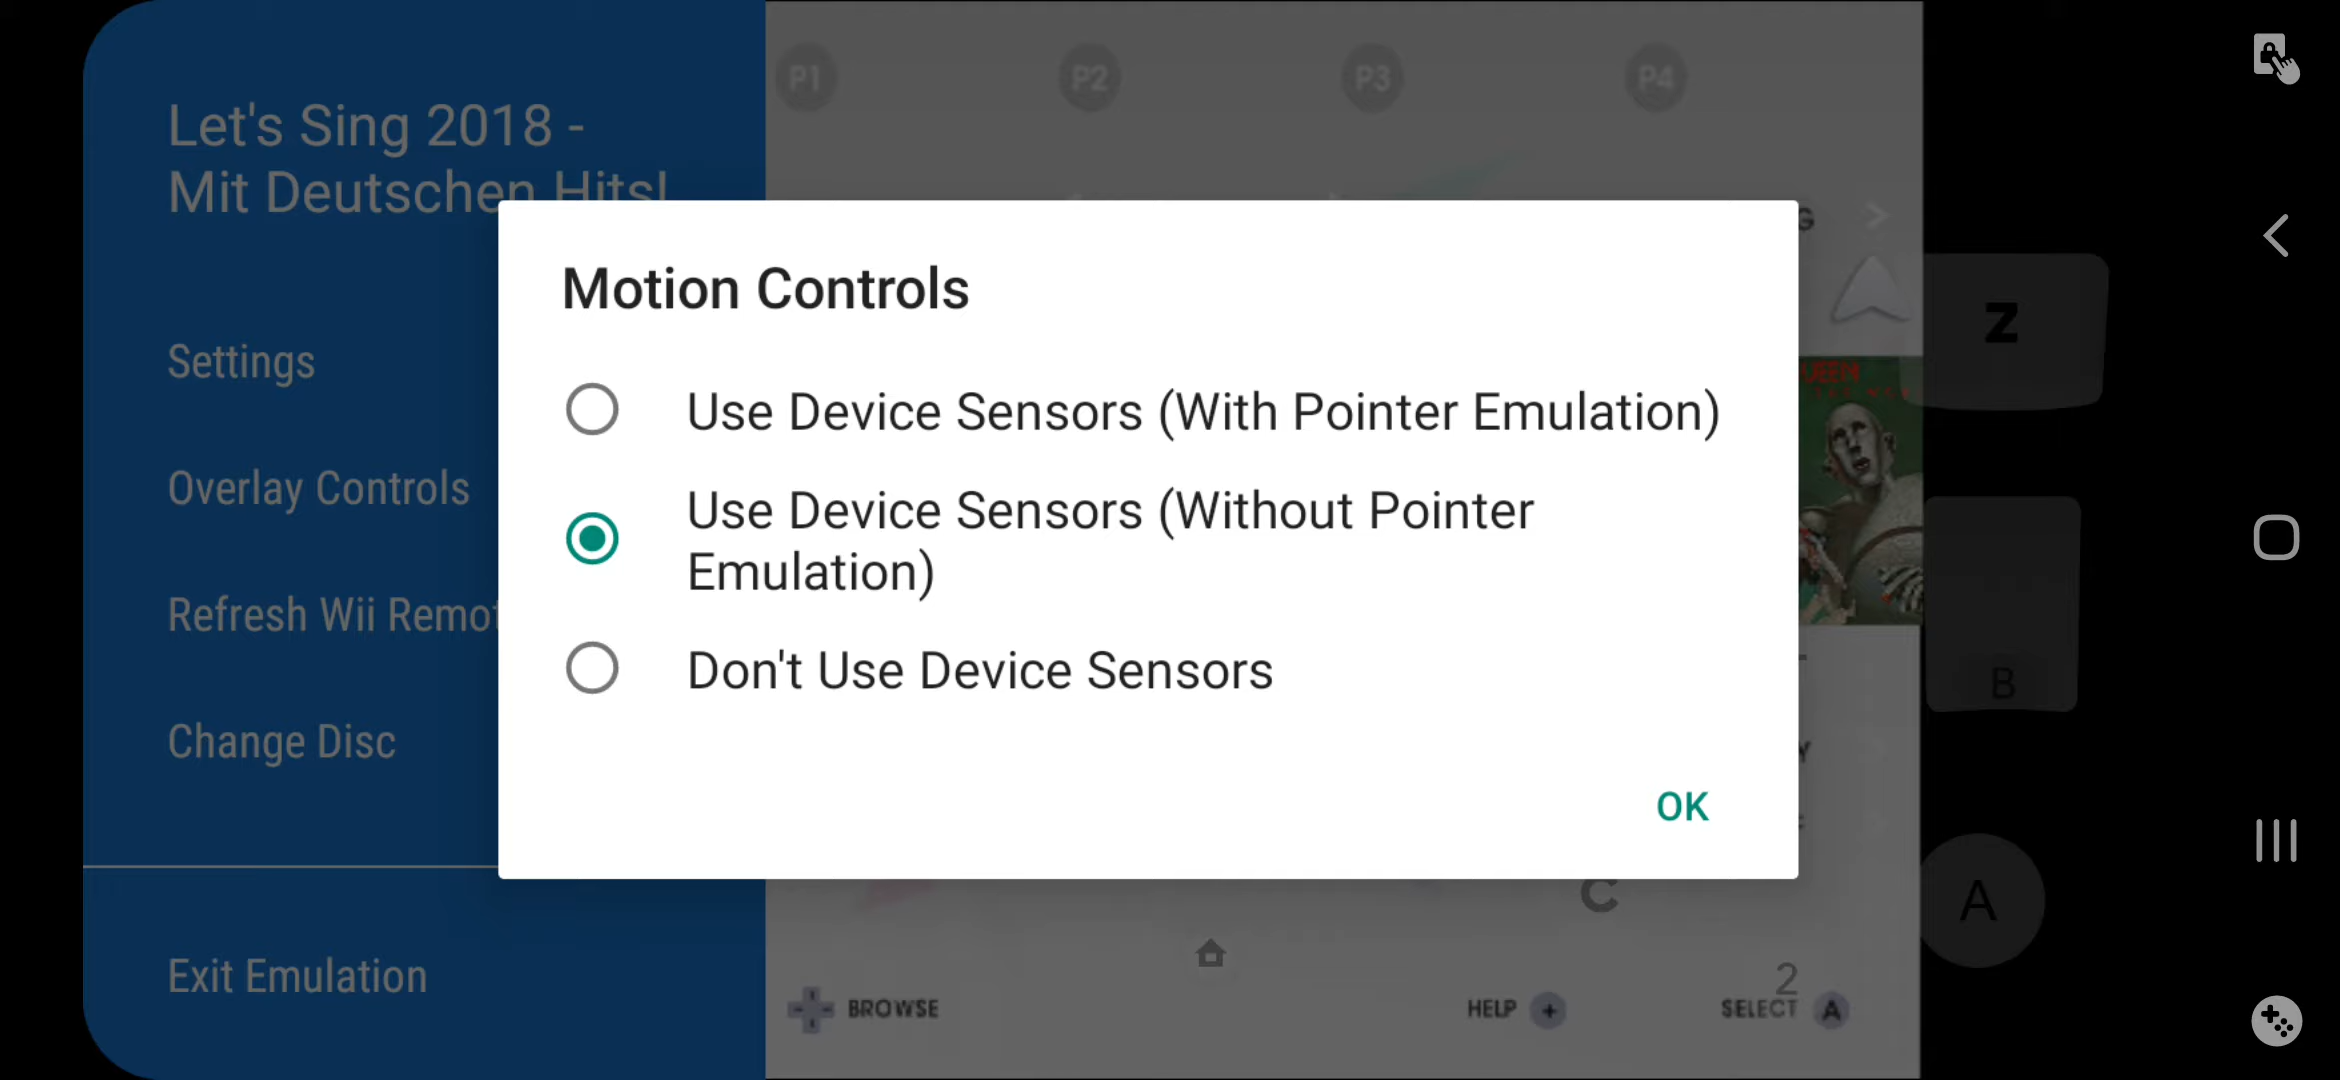 P1 P2 P3 P4
Let's Sing 2018 -
Mit Deutschen Hits!
G
Motion Controls
Z
Settings
Use Device Sensors (With Pointer Emulation)
Overlay Controls
Use Device Sensors (Without Pointer
Emulation)
Refresh Wii Remot
Don't Use Device Sensors
B
Change Disc
Y
OK
C
A
Exit Emulation
2
BROWSE
HELP +
SELECT A